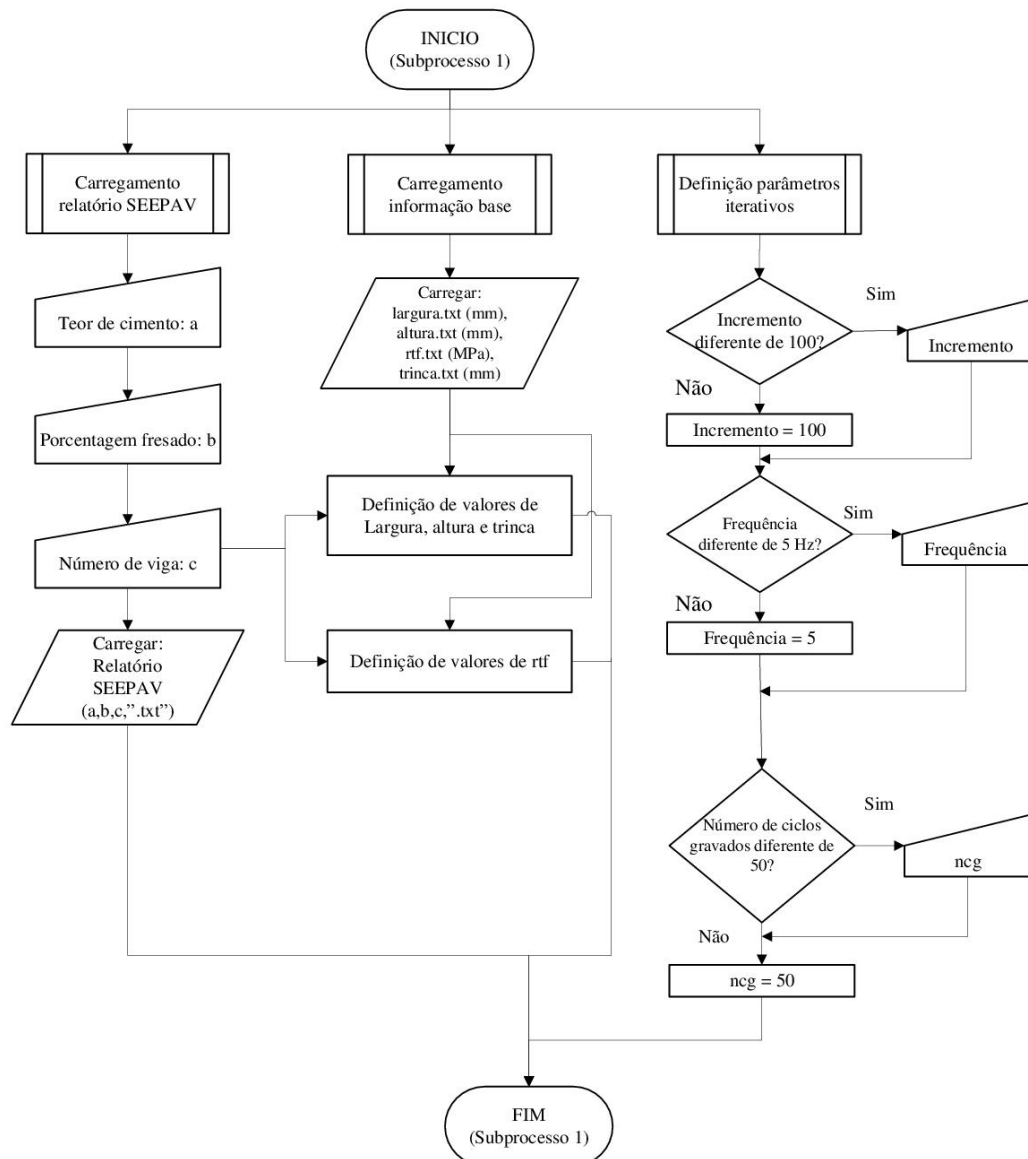 INICIO
(Subprocesso 1)
Carregamento
relatório SEEPAV
Teor de cimento: a
Porcentagem fresado: b
Número de viga: c
Carregar:
Relatório
SEEPAV
(a,b,c,”.txt”)
Carregamento
informação base
Carregar:
largura.txt (mm),
altura.txt (mm),
rtf.txt (MPa),
trinca.txt (mm)
Definição de valores de
Largura, altura e trinca
Definição de valores de rtf
Definição parâmetros
iterativos
Incremento
diferente de 100?
Sim
Incremento
Não
Incremento = 100
Frequência
diferente de 5 Hz?
Sim
Frequência
Não
Frequência = 5
Número de ciclos
gravados diferente de
50?
Sim
ncg
Não
ncg = 50
FIM
(Subprocesso 1)